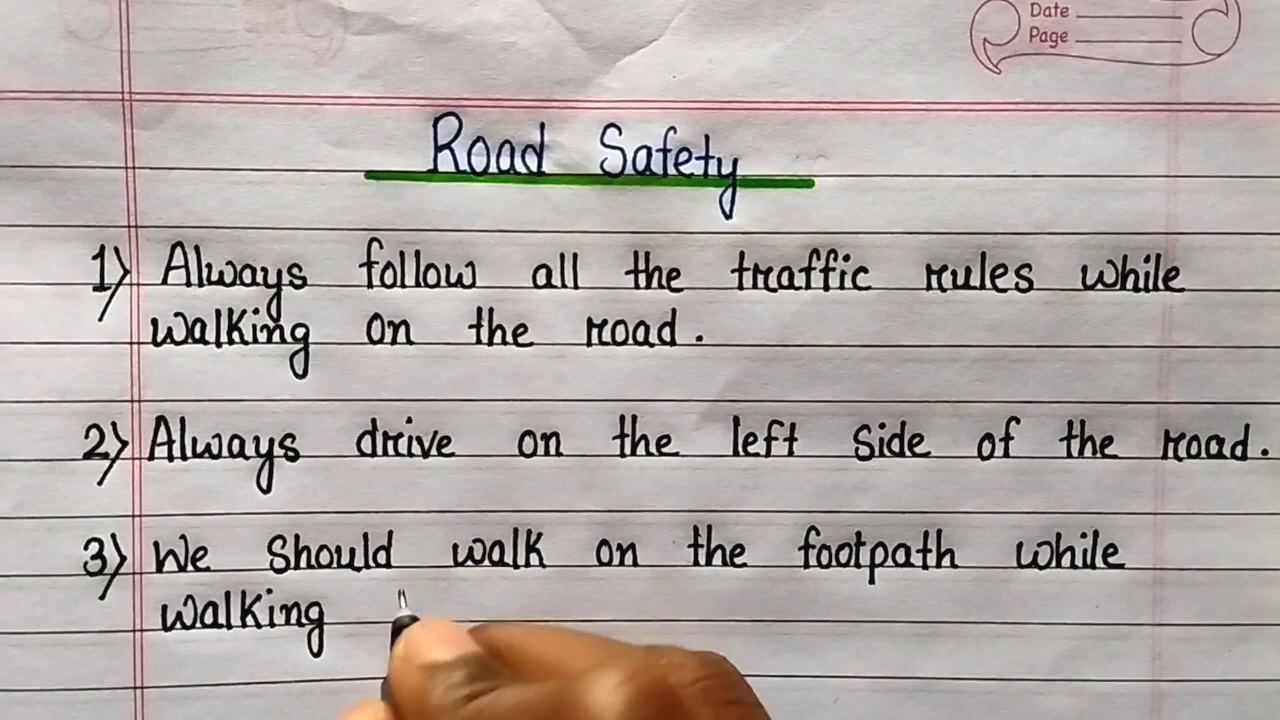 Date
Page
Road Safety
1) Always follow all the traffic rules while
walking on the road.
2) Always drive on the left side of the road.
3) We should walk on the footpath while
walking